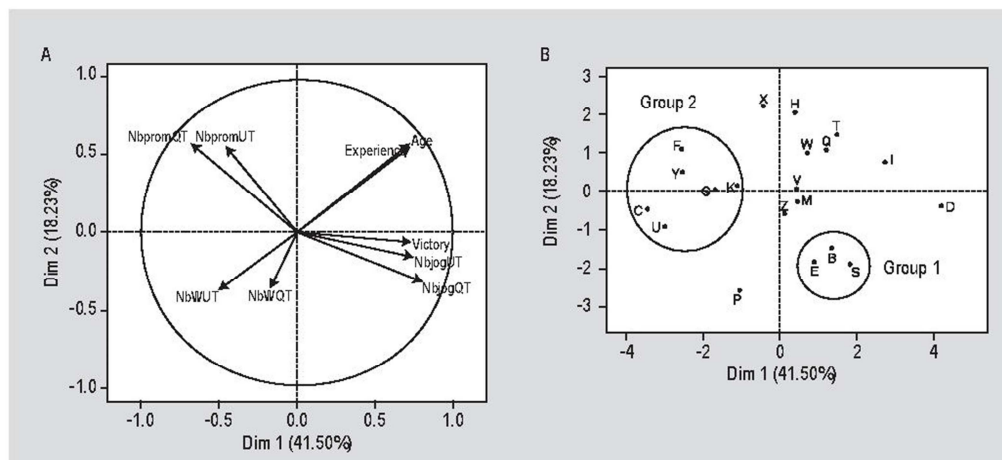 A
Dim 2 (18.23%)
1.0
0.5
0.0
-0.5
-1.0
NbpromQT
NbpromUT
Age
Experience
Victory
NbjogUT
NbjogQT
NbWUT
NbWQT
-1.0 -0.5 0.0 0.5 1.0
Dim 1 (41.50%)
B
Dim 2 (18.23%)
3
2
1
0
-1
-2
-3
Group 2
X
H
T
W
Q
F
Y
I
G
K
V
M
Z
C
U
D
E
B
S
Group 1
P
-4 -2 0 2 4
Dim 1 (41.50%)